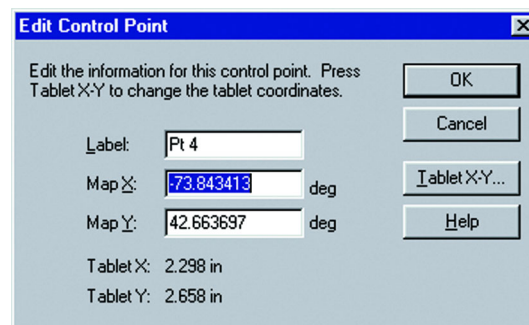 Edit Control Point
Edit the information for this control point. Press
Tablet X-Y to change the tablet coordinates.
OK
Cancel
Label: Pt 4
Map X: -73.843413 deg
Tablet X-Y...
Map Y: 42.663697 deg
Help
Tablet X: 2.298 in
Tablet Y: 2.658 in